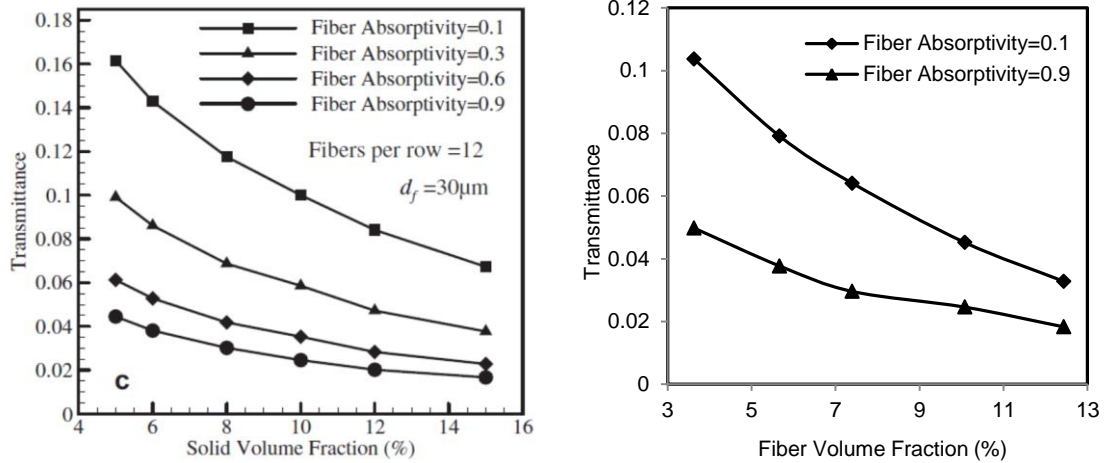 0.18
0.16
0.14
0.12
0.1
0.08
0.06
0.04
0.02
0
Transmittance
Fiber Absorptivity=0.1
Fiber Absorptivity=0.3
Fiber Absorptivity=0.6
Fiber Absorptivity=0.9
Fibers per row =12
d_f =30μm
C
4 6 8 10 12 14 16
Solid Volume Fraction (%)
0.12
0.1
0.08
0.06
0.04
0.02
0
Transmittance
Fiber Absorptivity=0.1
Fiber Absorptivity=0.9
3 5 7 9 11 13
Fiber Volume Fraction (%)